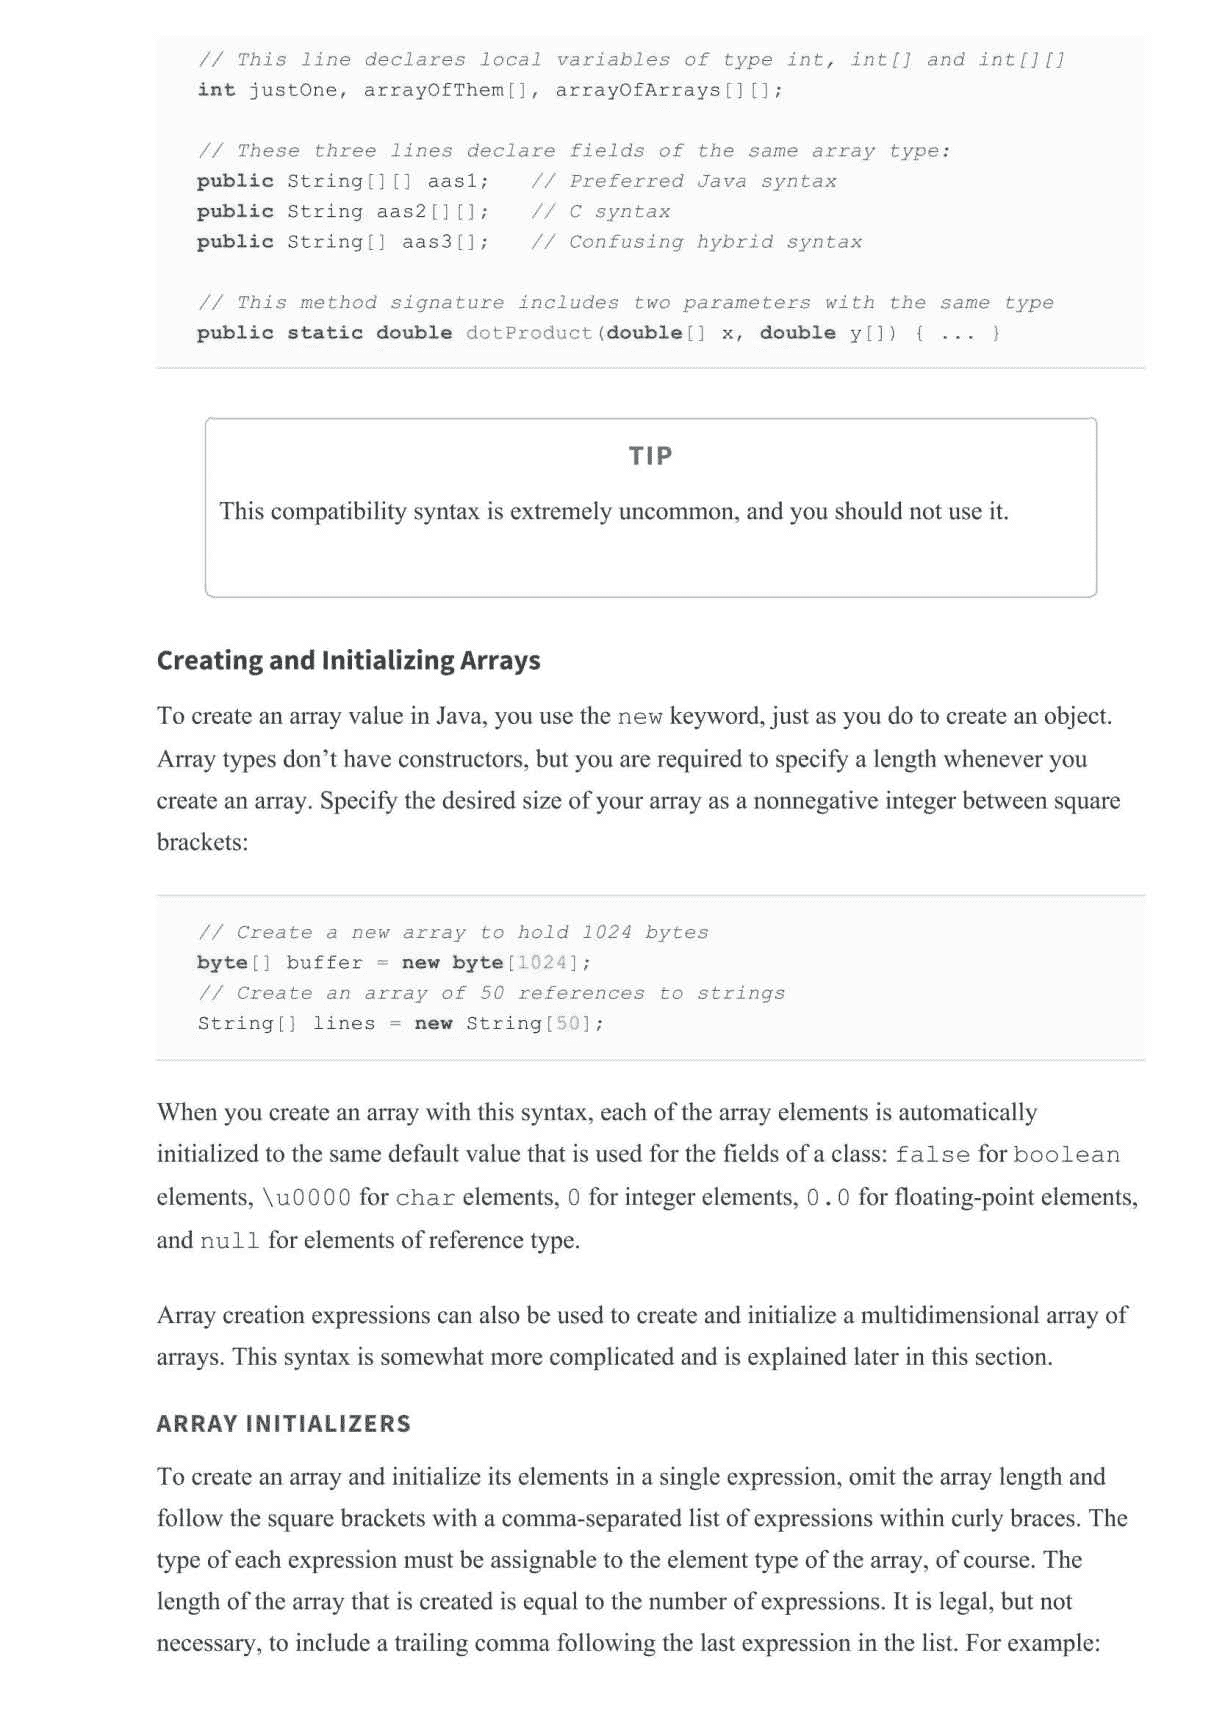 // This line declares local variables of type int, int[] and int[][]
int justOne, arrayOfThem[], arrayOfArrays[][];
// These three lines declare fields of the same array type:
public String[][] aas1;   // Preferred Java syntax
public String aas2[][];   // C syntax
public String[] aas3[];   // Confusing hybrid syntax
// This method signature includes two parameters with the same type
public static double dotProduct(double[] x, double y[]) { ... }
TIP
This compatibility syntax is extremely uncommon, and you should not use it.
Creating and Initializing Arrays
To create an array value in Java, you use the new keyword, just as you do to create an object.
Array types don’t have constructors, but you are required to specify a length whenever you
create an array. Specify the desired size of your array as a nonnegative integer between square
brackets:
// Create a new array to hold 1024 bytes
byte[] buffer = new byte[1024];
// Create an array of 50 references to strings
String[] lines = new String[50];
When you create an array with this syntax, each of the array elements is automatically
initialized to the same default value that is used for the fields of a class: false for boolean
elements, \u0000 for char elements, 0 for integer elements, 0.0 for floating-point elements,
and null for elements of reference type.
Array creation expressions can also be used to create and initialize a multidimensional array of
arrays. This syntax is somewhat more complicated and is explained later in this section.
ARRAY INITIALIZERS
To create an array and initialize its elements in a single expression, omit the array length and
follow the square brackets with a comma-separated list of expressions within curly braces. The
type of each expression must be assignable to the element type of the array, of course. The
length of the array that is created is equal to the number of expressions. It is legal, but not
necessary, to include a trailing comma following the last expression in the list. For example: